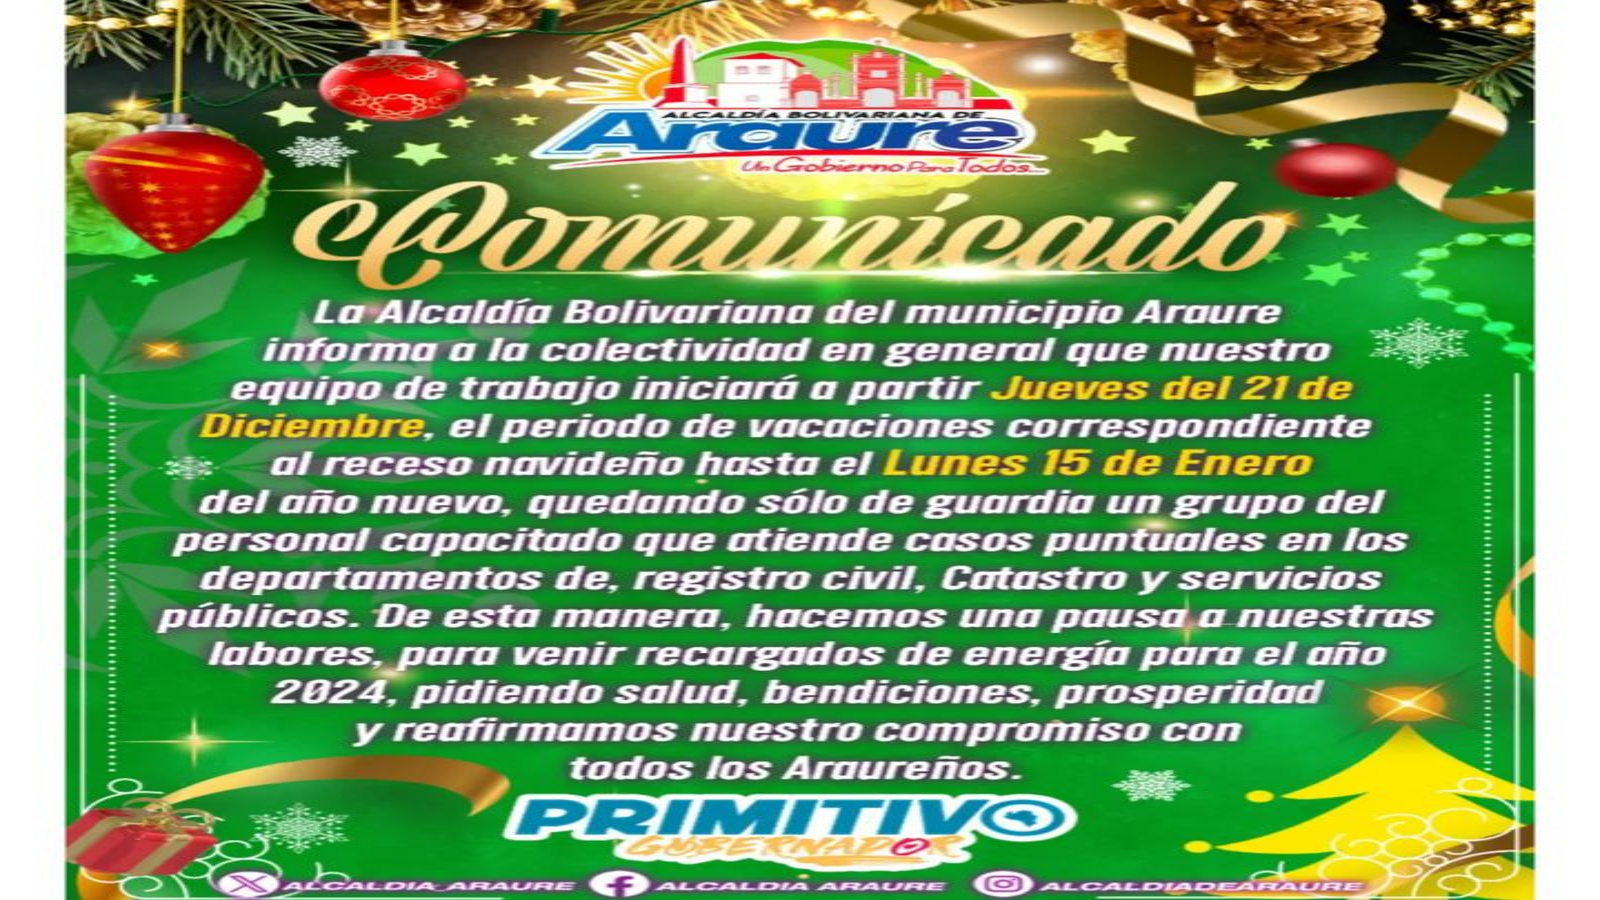 ALCALDÍA BOLIVARIANA DE
Araure
Un Gobierno Para Todos...
Comunicado
La Alcaldía Bolivariana del municipio Araure
informa a la colectividad en general que nuestro
equipo de trabajo iniciará a partir Jueves del 21 de
Diciembre, el periodo de vacaciones correspondiente
al receso navideño hasta el Lunes 15 de Enero
del año nuevo, quedando sólo de guardia un grupo del
personal capacitado que atiende casos puntuales en los
departamentos de, registro civil, Catastro y servicios
públicos. De esta manera, hacemos una pausa a nuestras
labores, para venir recargados de energía para el año
2024, pidiendo salud, bendiciones, prosperidad
y reafirmamos nuestro compromiso con
todos los Araureños.
PRIMITIVO
GOBERNADOR
ALCALDIA_ARAURE ALCALDIA ARAURE ALCALDIADEARAURE